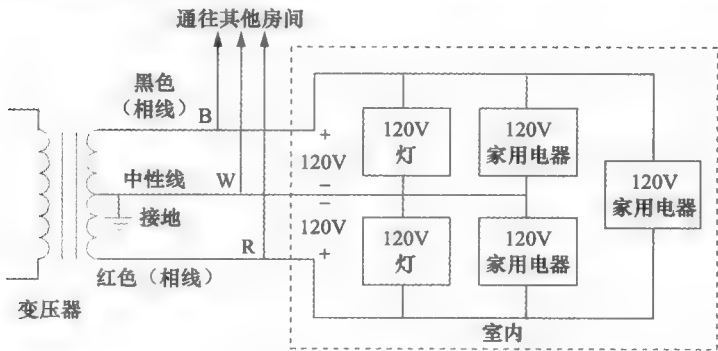 通往其他房间
黑色
（相线）
B
120V
灯
120V
家用电器
+
120V
−
120V
家用电器
中性线
W
接地
−
120V
+
120V
灯
120V
家用电器
R
红色（相线）
变压器
室内